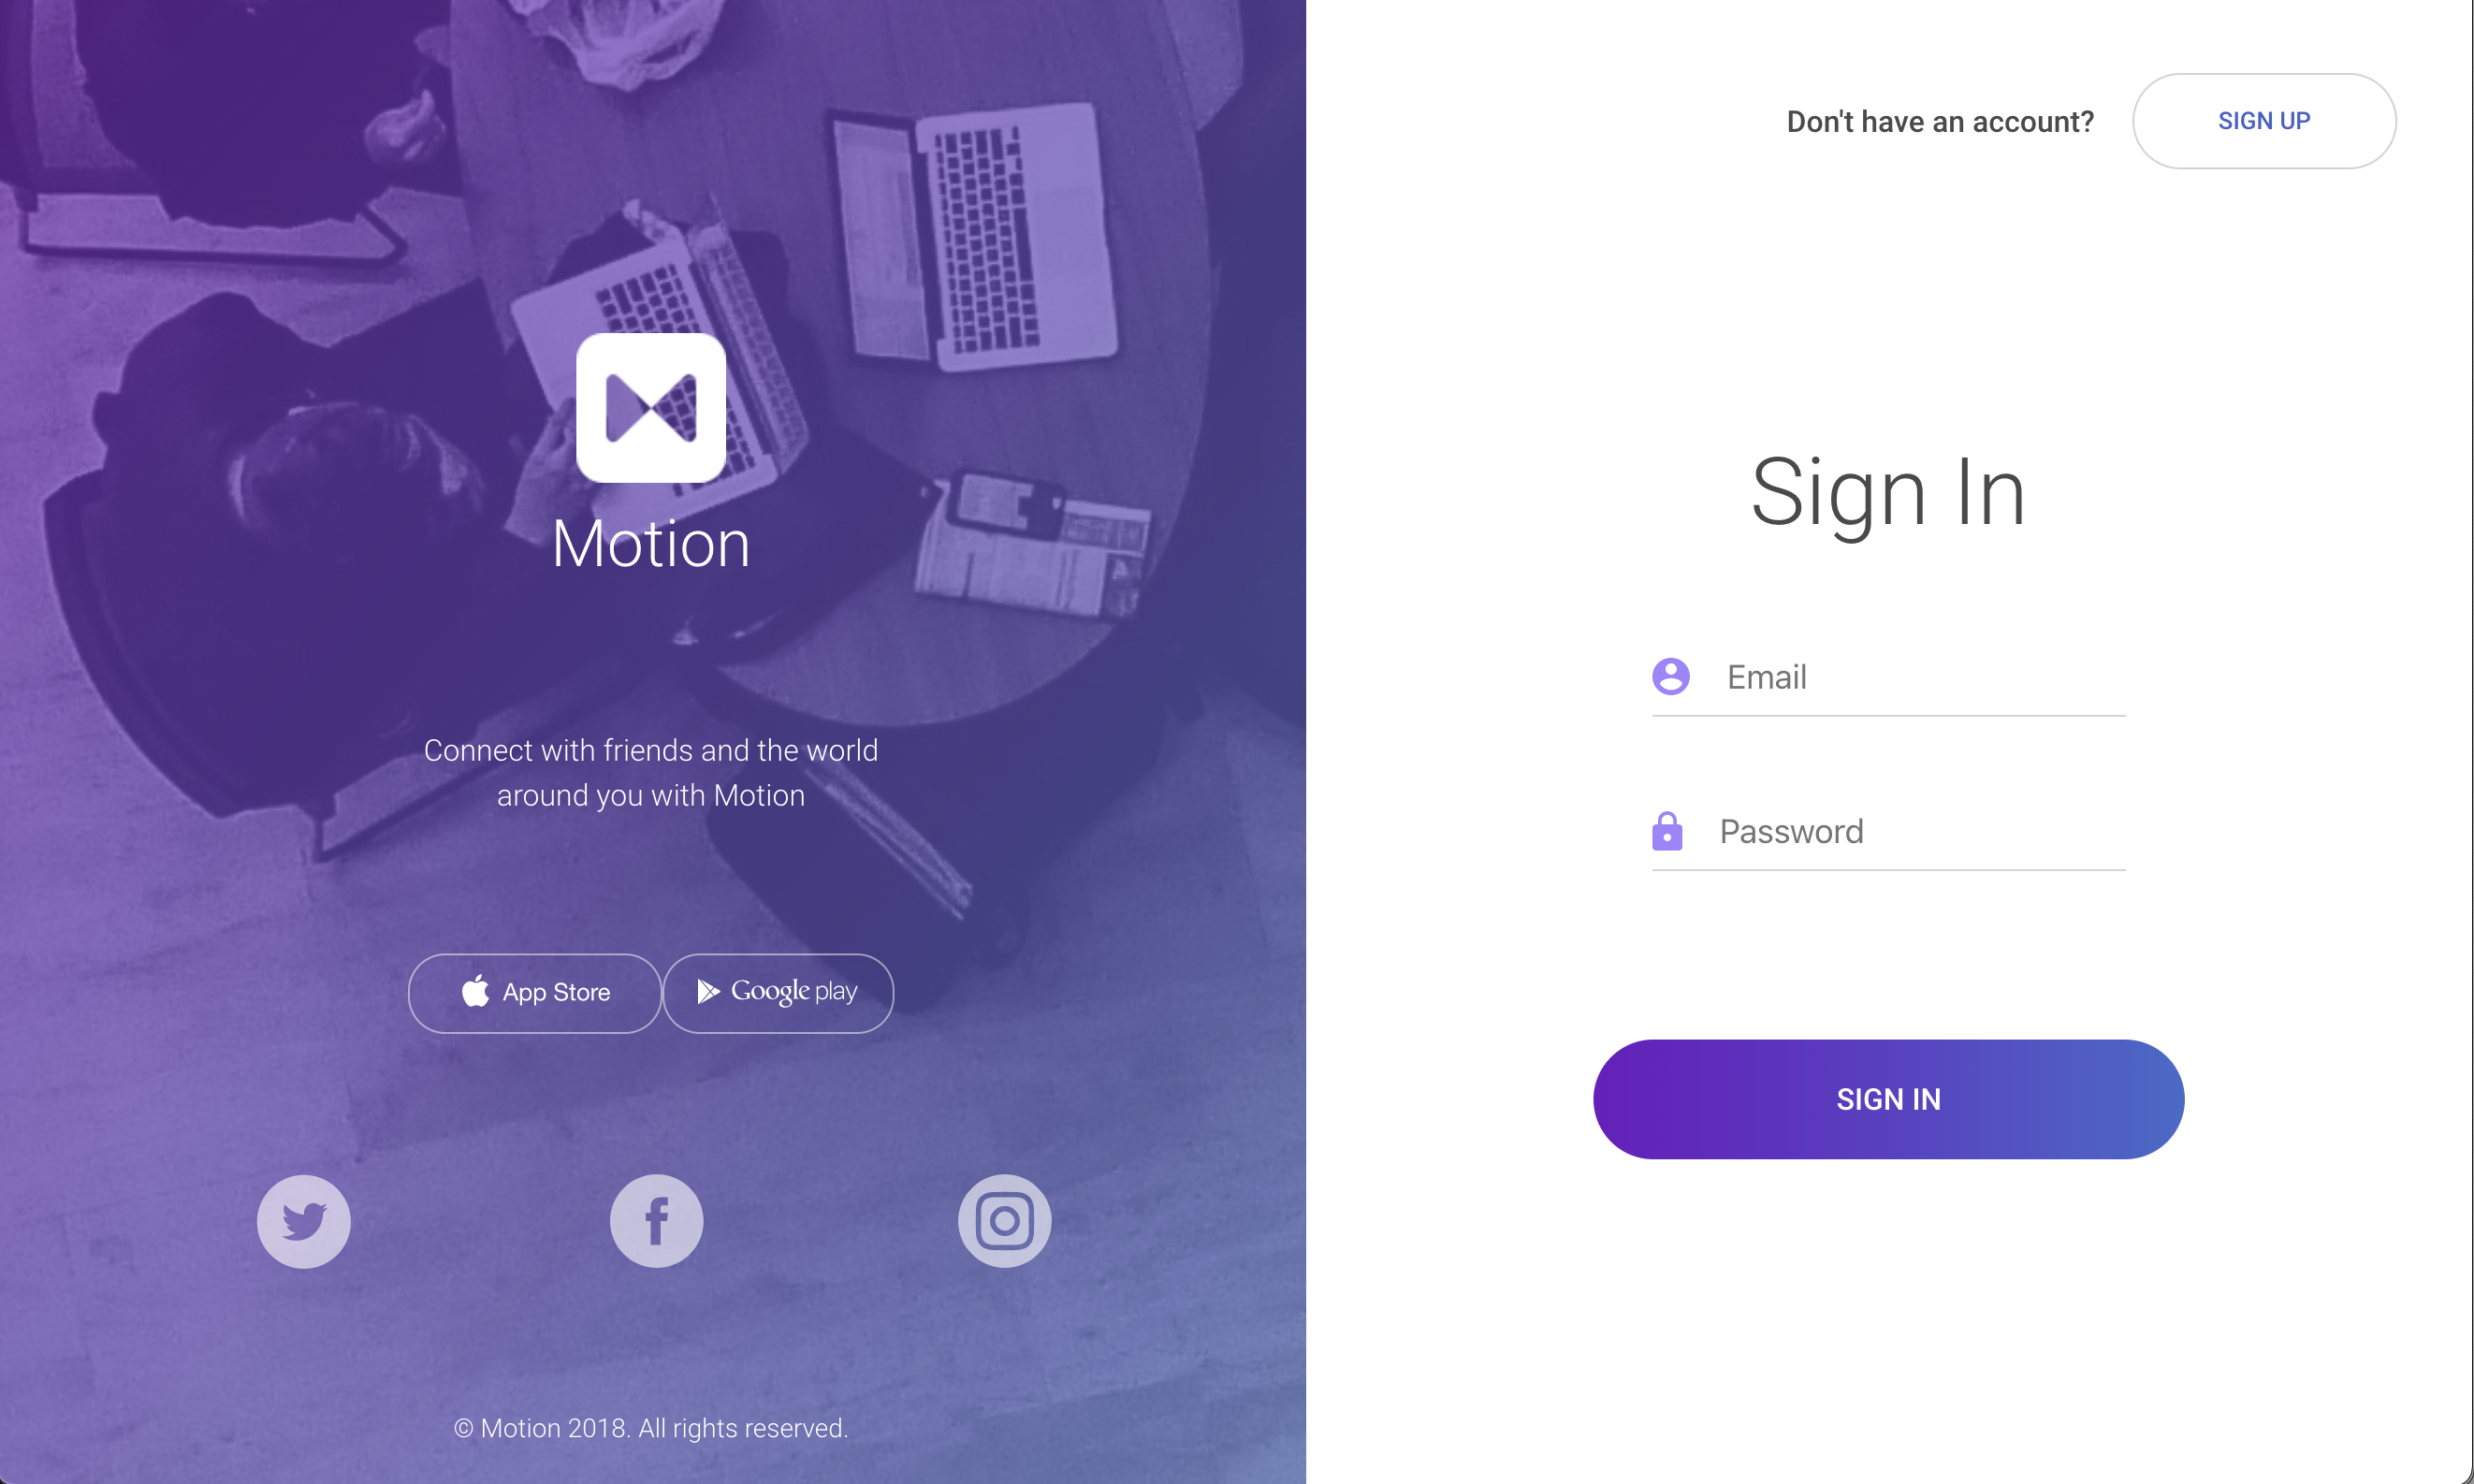 Motion
Connect with friends and the world
around you with Motion
App Store
Google play
© Motion 2018. All rights reserved.
Don't have an account?
SIGN UP
Sign In
Email
Password
SIGN IN